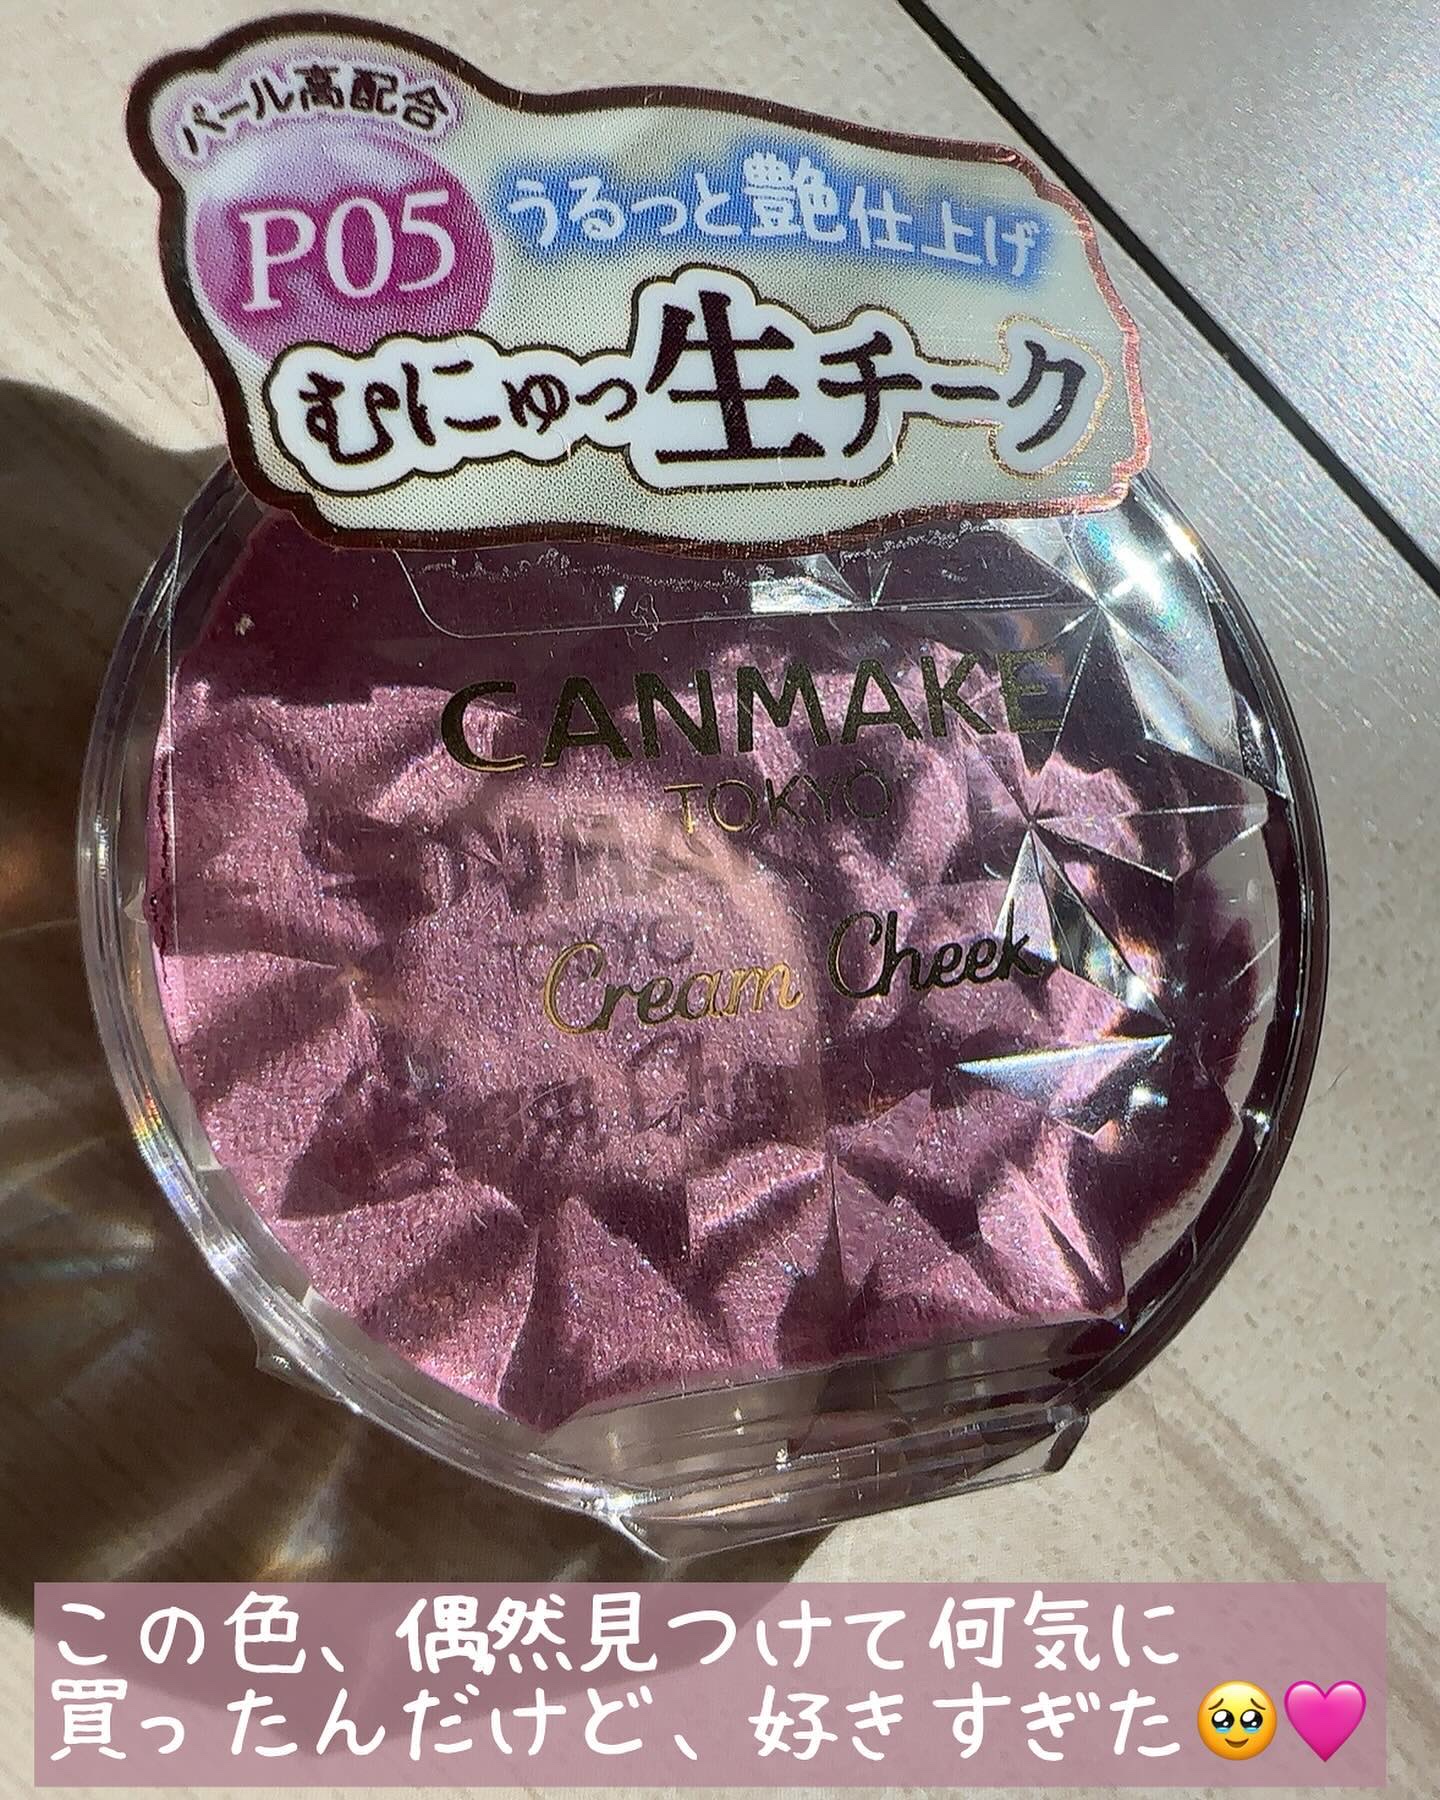 パール高配合
P05
うるっと艶仕上げ
むにゅっ生チーク
CANMAKE
TOKYO
Cream Cheek
この色、偶然見つけて何気に
買ったんだけど、好きすぎた🥹🩷